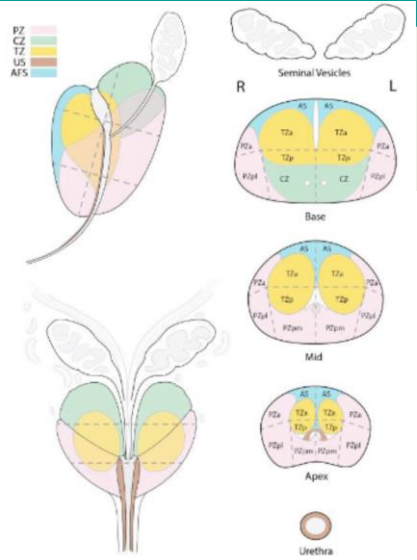 PZ
CZ
TZ
US
AFS
Seminal Vesicles
R L
AS AS
TZa TZa
PZa PZa
TZp TZp
CZ CZ
PZpl PZpl
Base
AS AS
TZa TZa
PZa PZa
TZp TZp
PZpl PZpl
PZpm PZpm
Mid
AS AS
PZa TZa TZa PZa
TZp TZp
PZpl PZpl
PZpm PZpm
Apex
Urethra